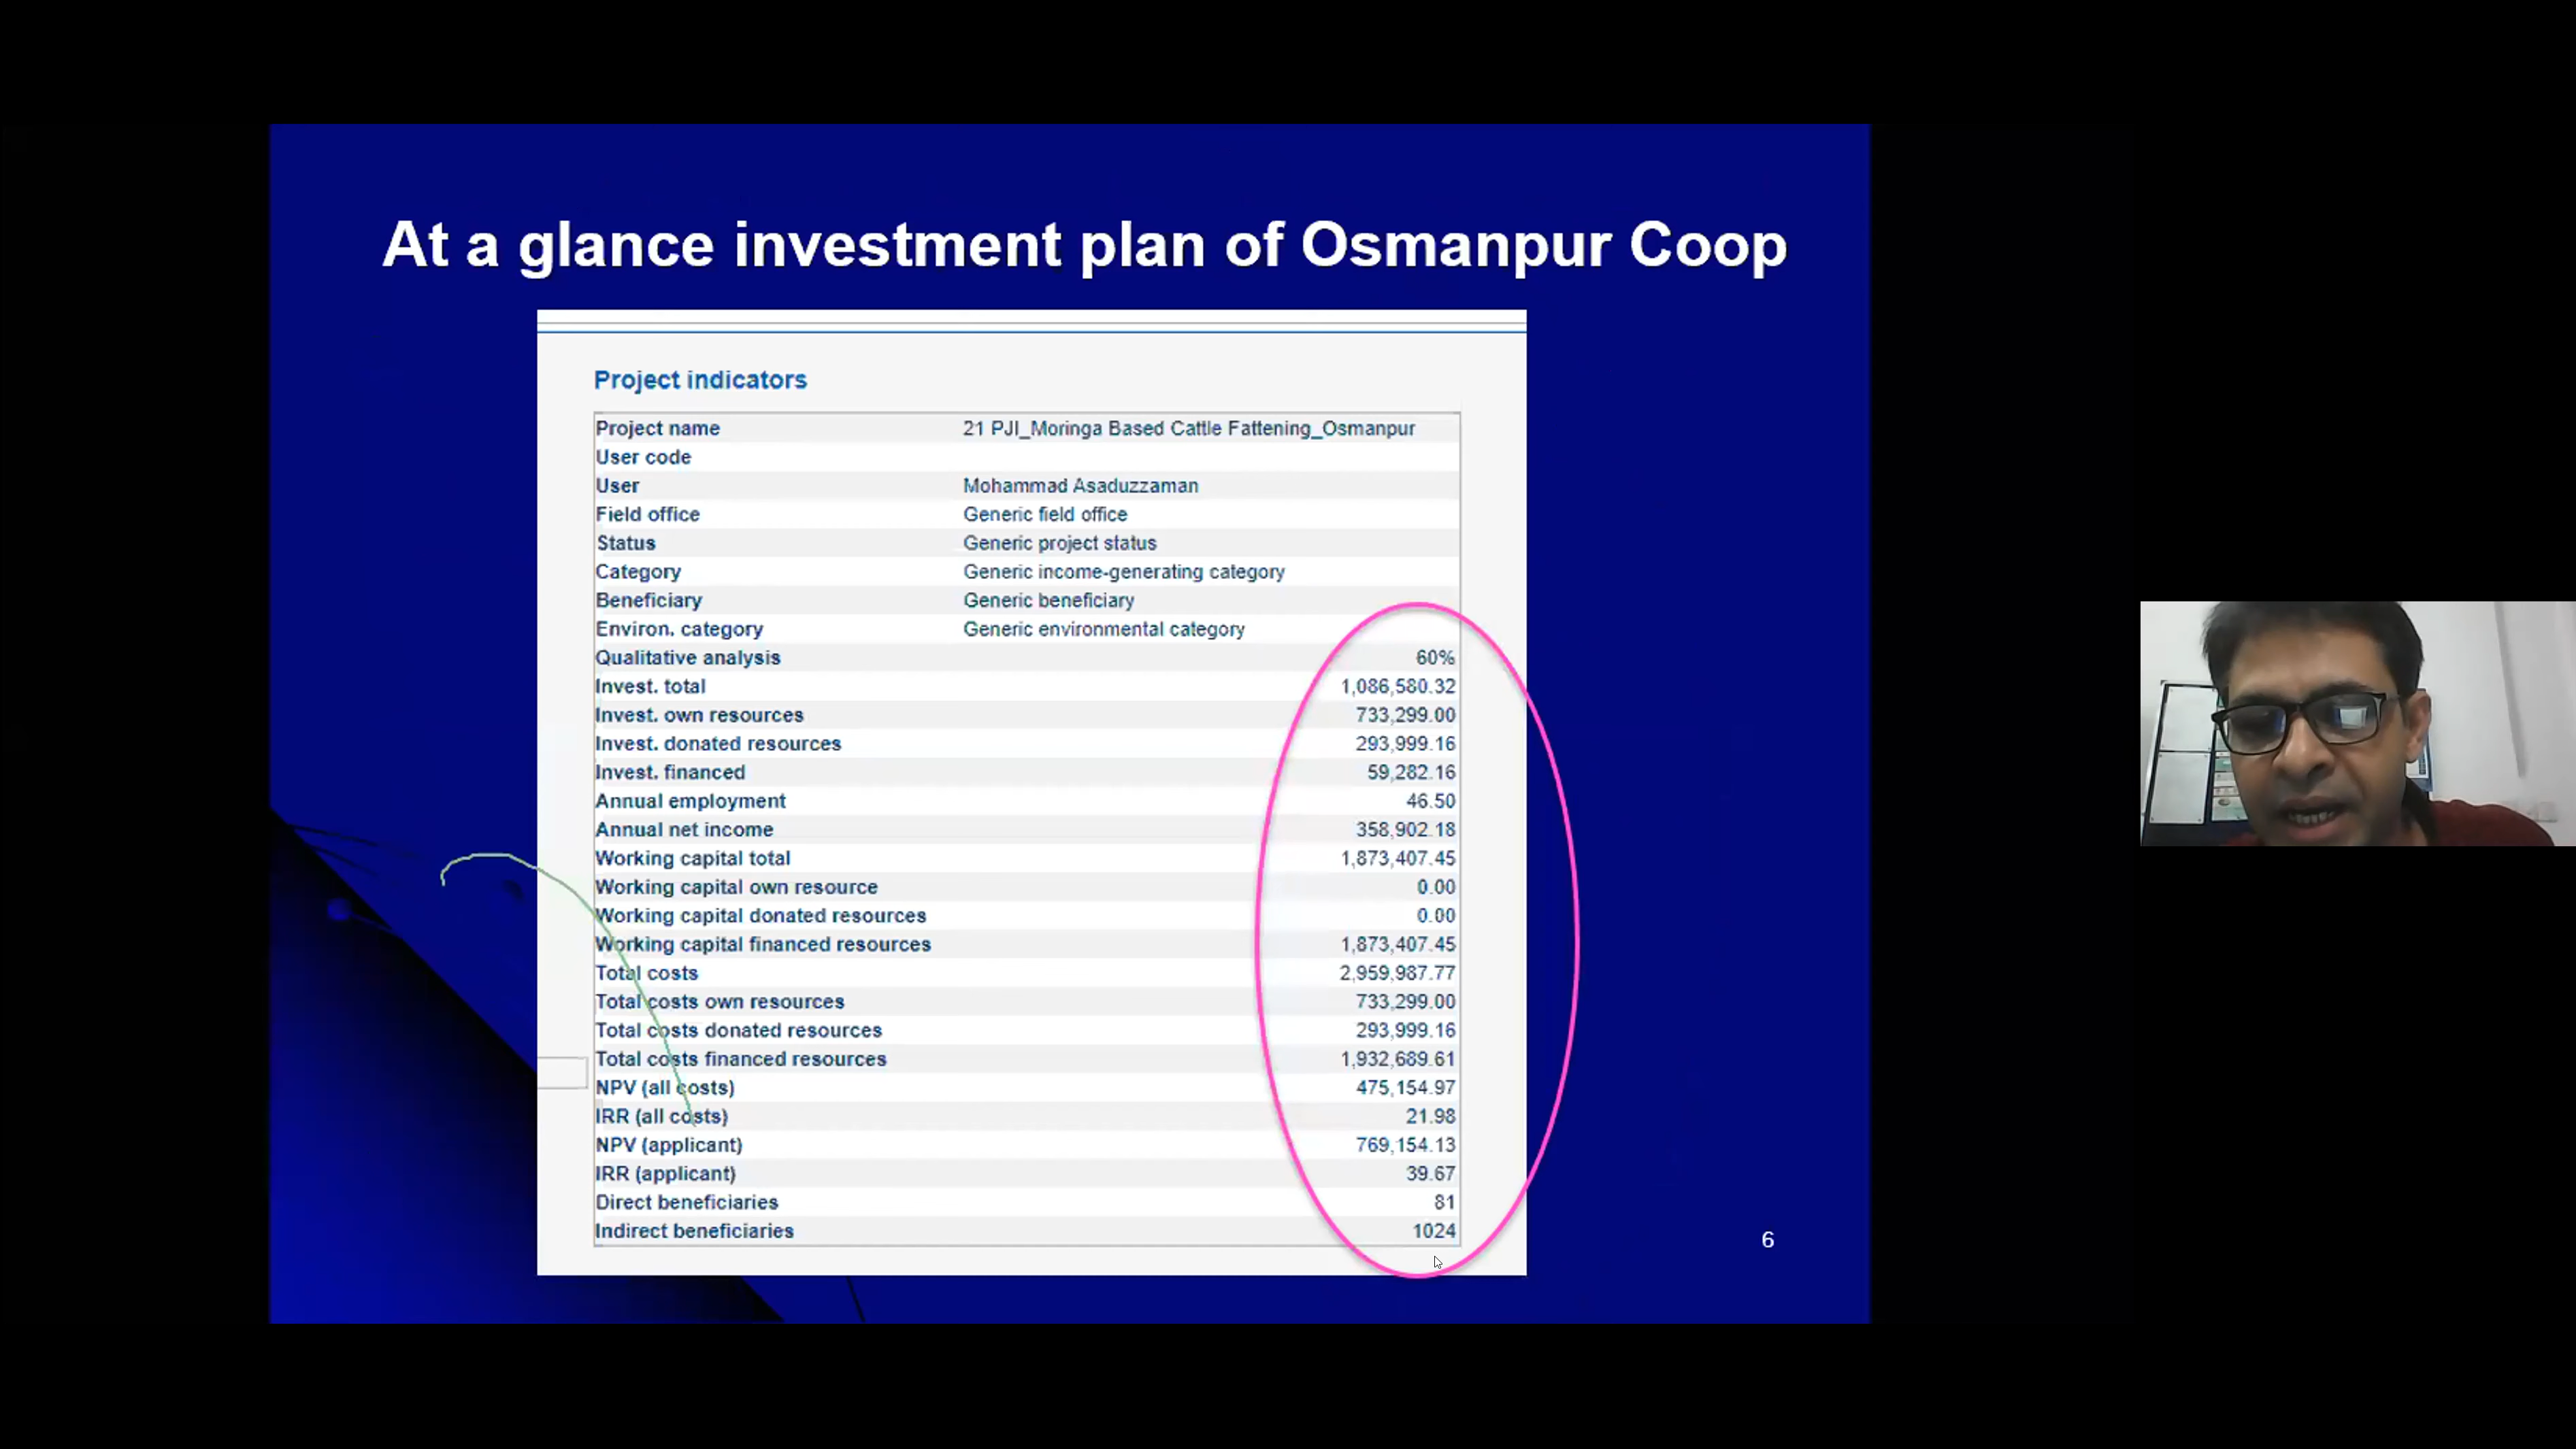 At a glance investment plan of Osmanpur Coop
Project indicators
Project name 21 PJI_Moringa Based Cattle Fattening_Osmanpur
User code
User Mohammad Asaduzzaman
Field office Generic field office
Status Generic project status
Category Generic income-generating category
Beneficiary Generic beneficiary
Environ. category Generic environmental category
Qualitative analysis 60%
Invest. total 1,086,580.32
Invest. own resources 733,299.00
Invest. donated resources 293,999.16
Invest. financed 59,282.16
Annual employment 46.50
Annual net income 358,902.18
Working capital total 1,873,407.45
Working capital own resource 0.00
Working capital donated resources 0.00
Working capital financed resources 1,873,407.45
Total costs 2,959,987.77
Total costs own resources 733,299.00
Total costs donated resources 293,999.16
Total costs financed resources 1,932,689.61
NPV (all costs) 475,154.97
IRR (all costs) 21.98
NPV (applicant) 769,154.13
IRR (applicant) 39.67
Direct beneficiaries 81
Indirect beneficiaries 1024
6